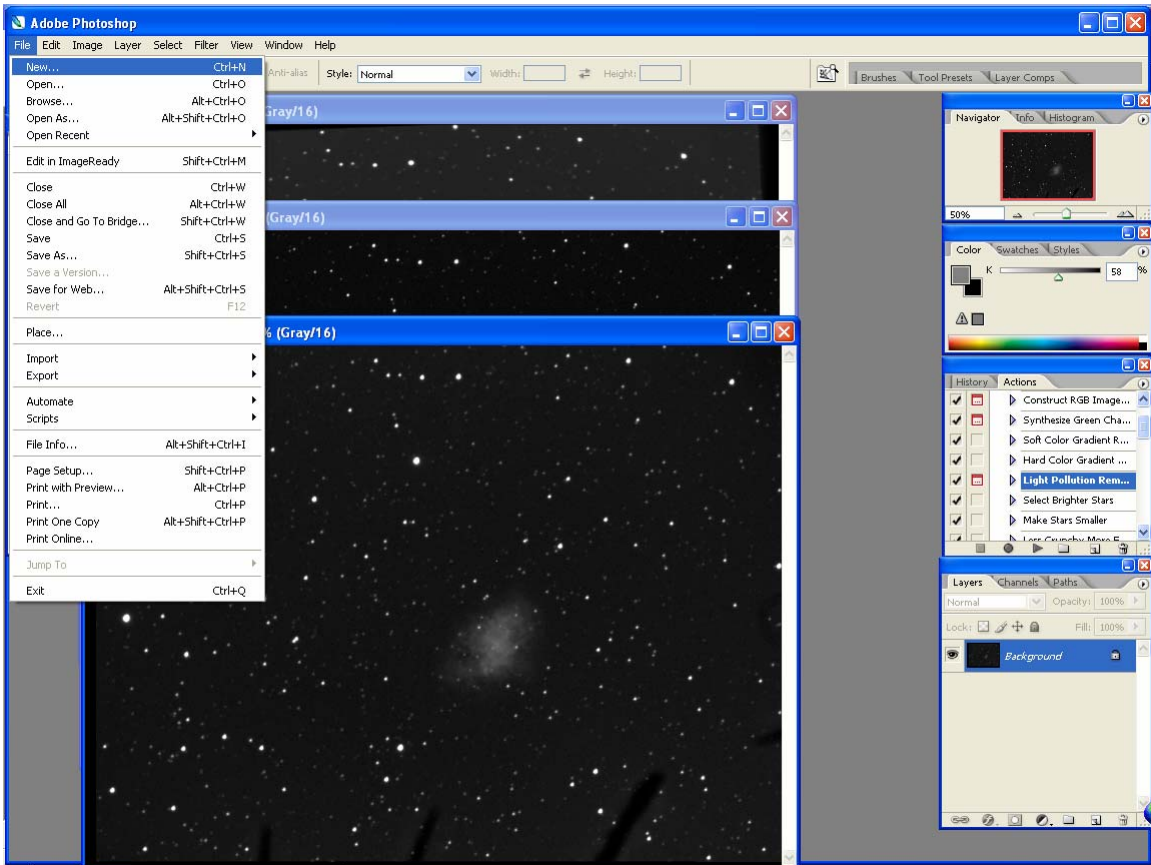 Adobe Photoshop
File Edit Image Layer Select Filter View Window Help
Anti-alias Style: Normal Width: Height:
Brushes Tool Presets Layer Comps
New... Ctrl+N
Open... Ctrl+O
Browse... Alt+Ctrl+O
Open As... Alt+Shift+Ctrl+O
Open Recent
Edit in ImageReady Shift+Ctrl+M
Close Ctrl+W
Close All Alt+Ctrl+W
Close and Go To Bridge... Shift+Ctrl+W
Save Ctrl+S
Save As... Shift+Ctrl+S
Save a Version...
Save for Web... Alt+Shift+Ctrl+S
Revert F12
Place...
Import
Export
Automate
Scripts
File Info... Alt+Shift+Ctrl+I
Page Setup... Shift+Ctrl+P
Print with Preview... Alt+Ctrl+P
Print... Ctrl+P
Print One Copy Alt+Shift+Ctrl+P
Print Online...
Jump To
Exit Ctrl+Q
Gray/16)
(Gray/16)
% (Gray/16)
Navigator Info Histogram
50%
Color Swatches Styles
K 58 %
History Actions
Construct RGB Image...
Synthesize Green Cha...
Soft Color Gradient R...
Hard Color Gradient ...
Light Pollution Rem...
Select Brighter Stars
Make Stars Smaller
Less Crunchy More F
Layers Channels Paths
Normal Opacity: 100%
Lock: Fill: 100%
Background